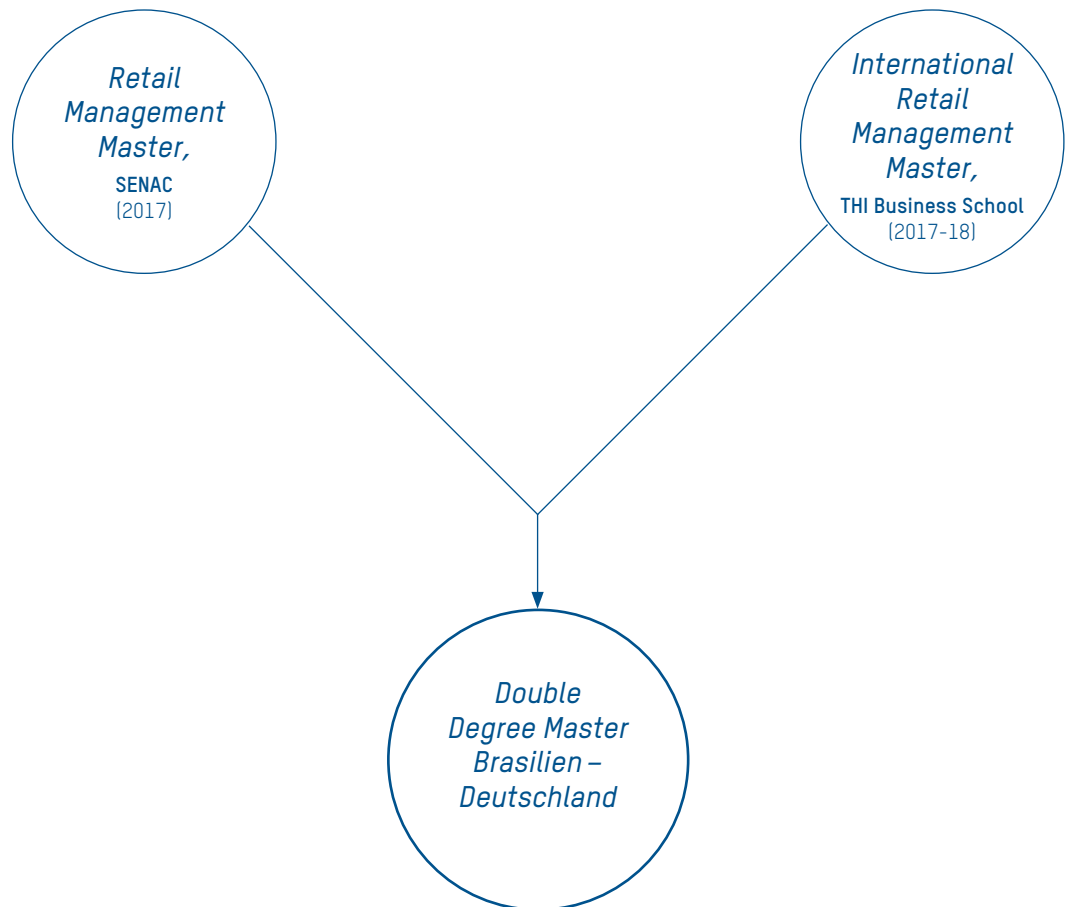 Retail
Management
Master,
SENAC
(2017)
International
Retail
Management
Master,
THI Business School
(2017-18)
Double
Degree Master
Brasilien –
Deutschland